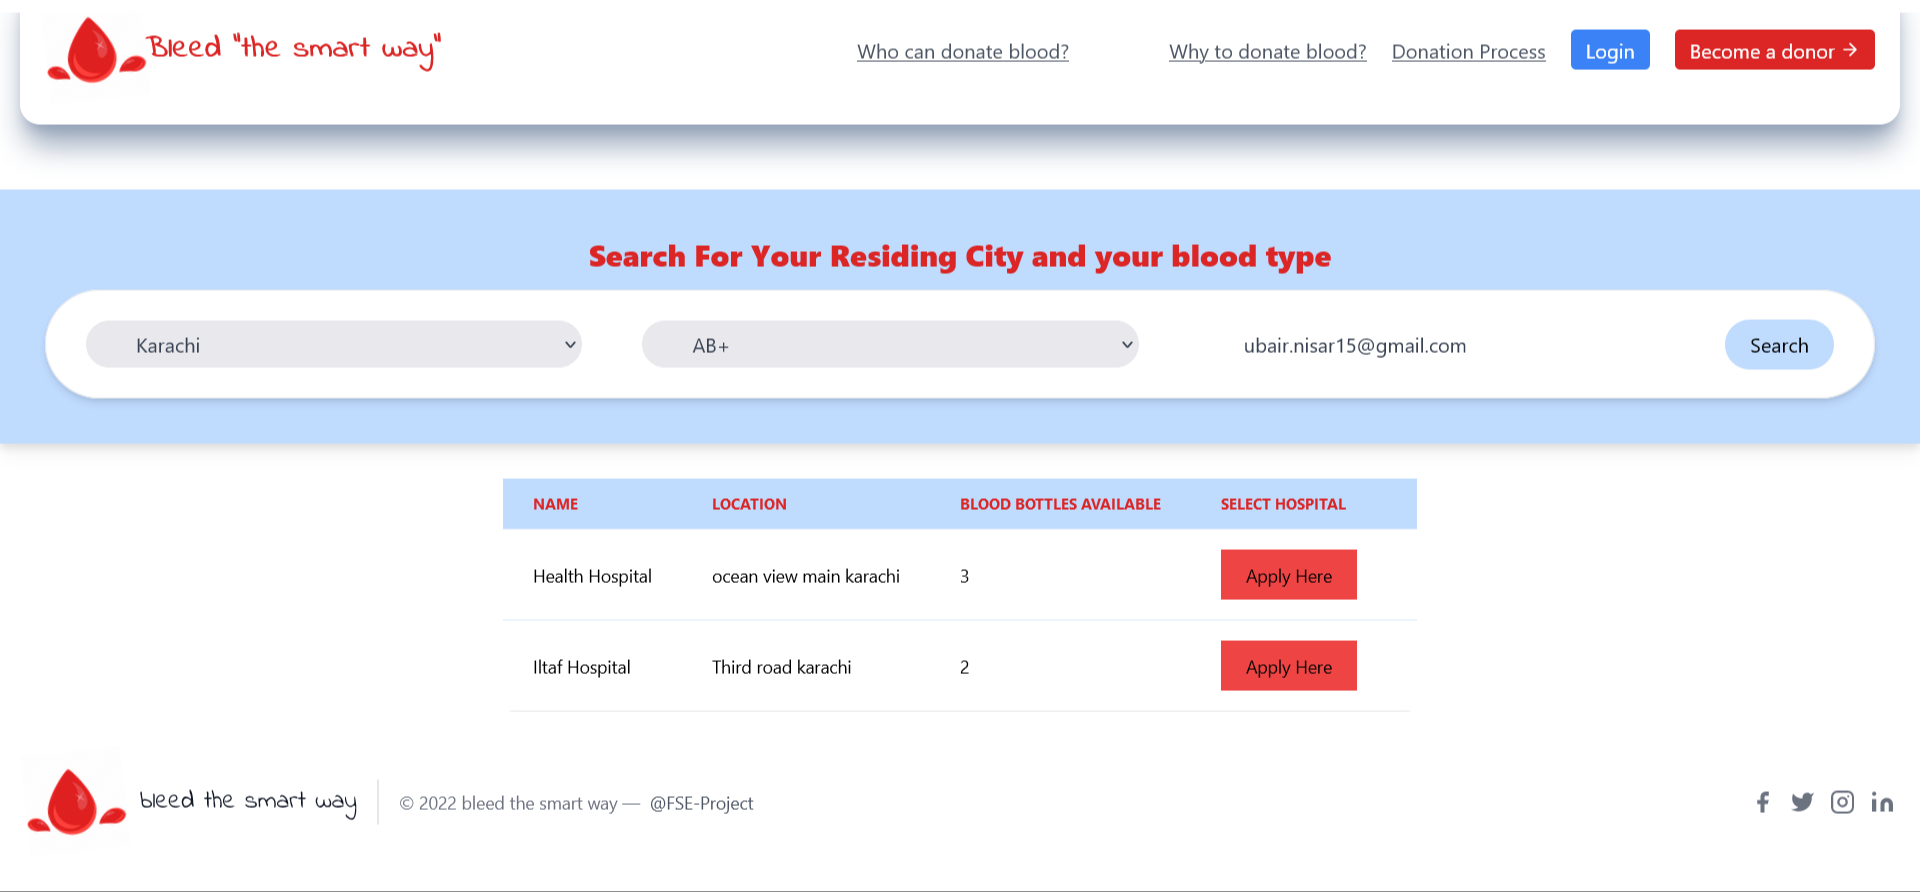 Bleed "the smart way"
Who can donate blood? Why to donate blood? Donation Process Login Become a donor →
Search For Your Residing City and your blood type
Karachi AB+ ubair.nisar15@gmail.com Search
NAME LOCATION BLOOD BOTTLES AVAILABLE SELECT HOSPITAL
Health Hospital ocean view main karachi 3 Apply Here
Iltaf Hospital Third road karachi 2 Apply Here
bleed the smart way © 2022 bleed the smart way — @FSE-Project